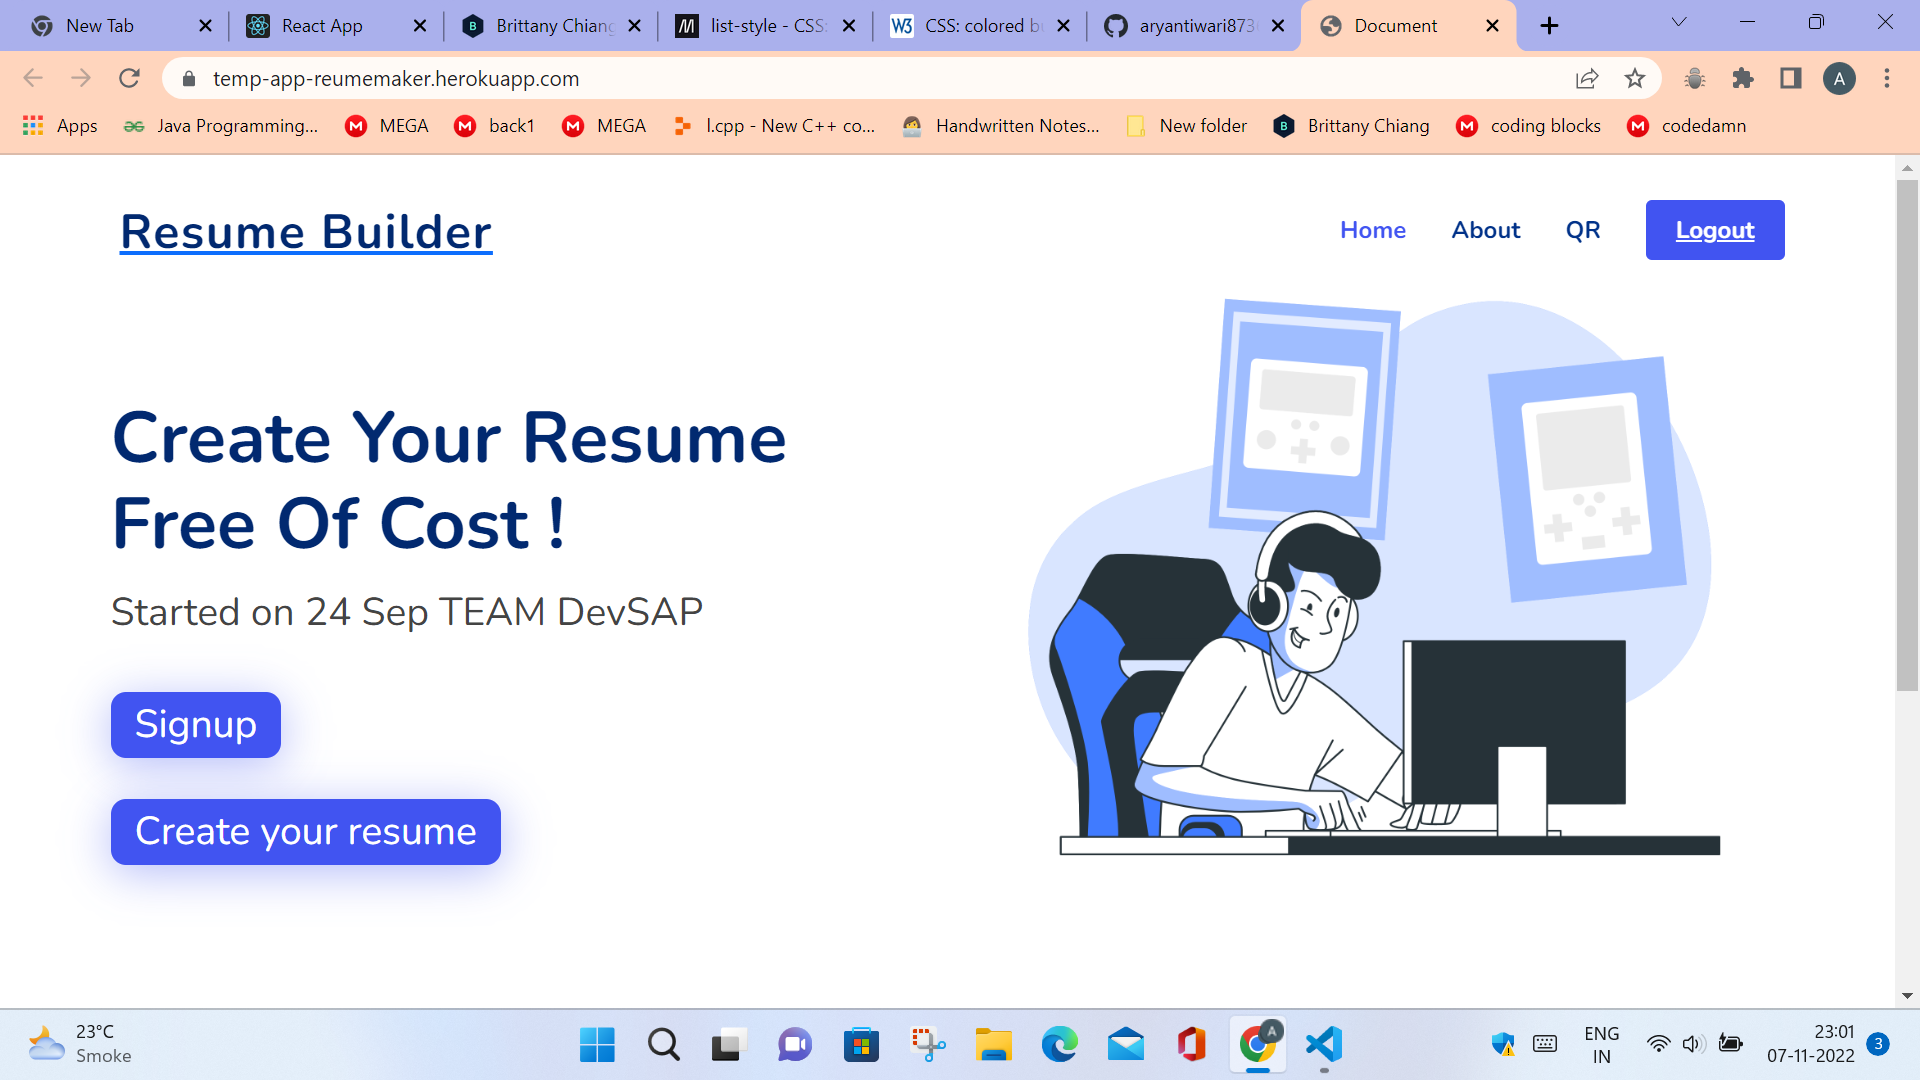 New Tab
React App
Brittany Chiang
list-style - CSS:
CSS: colored bu
aryantiwari873
Document
temp-app-reumemaker.herokuapp.com
A
Apps
Java Programming...
MEGA
back1
MEGA
l.cpp - New C++ co...
Handwritten Notes...
New folder
Brittany Chiang
coding blocks
codedamn
Resume Builder
Home
About
QR
Logout
Create Your Resume
Free Of Cost !
Started on 24 Sep TEAM DevSAP
Signup
Create your resume
23°C
Smoke
A
ENG
IN
23:01
07-11-2022
3